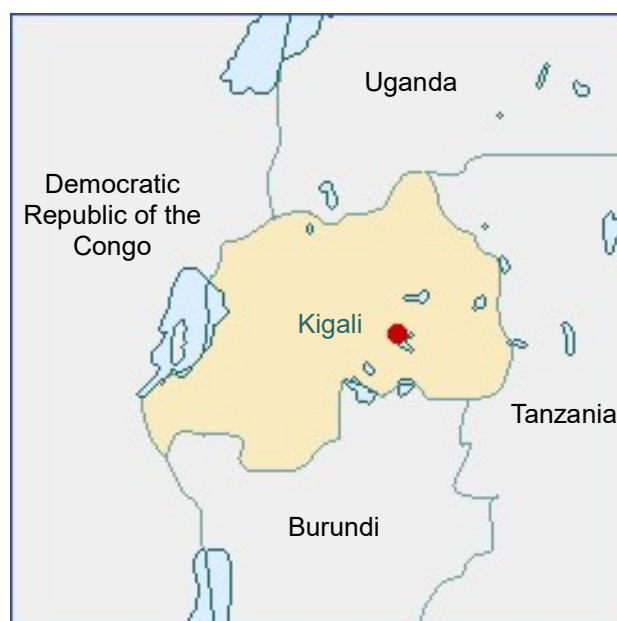 Uganda
Democratic
Republic of the
Congo
Kigali
Tanzania
Burundi